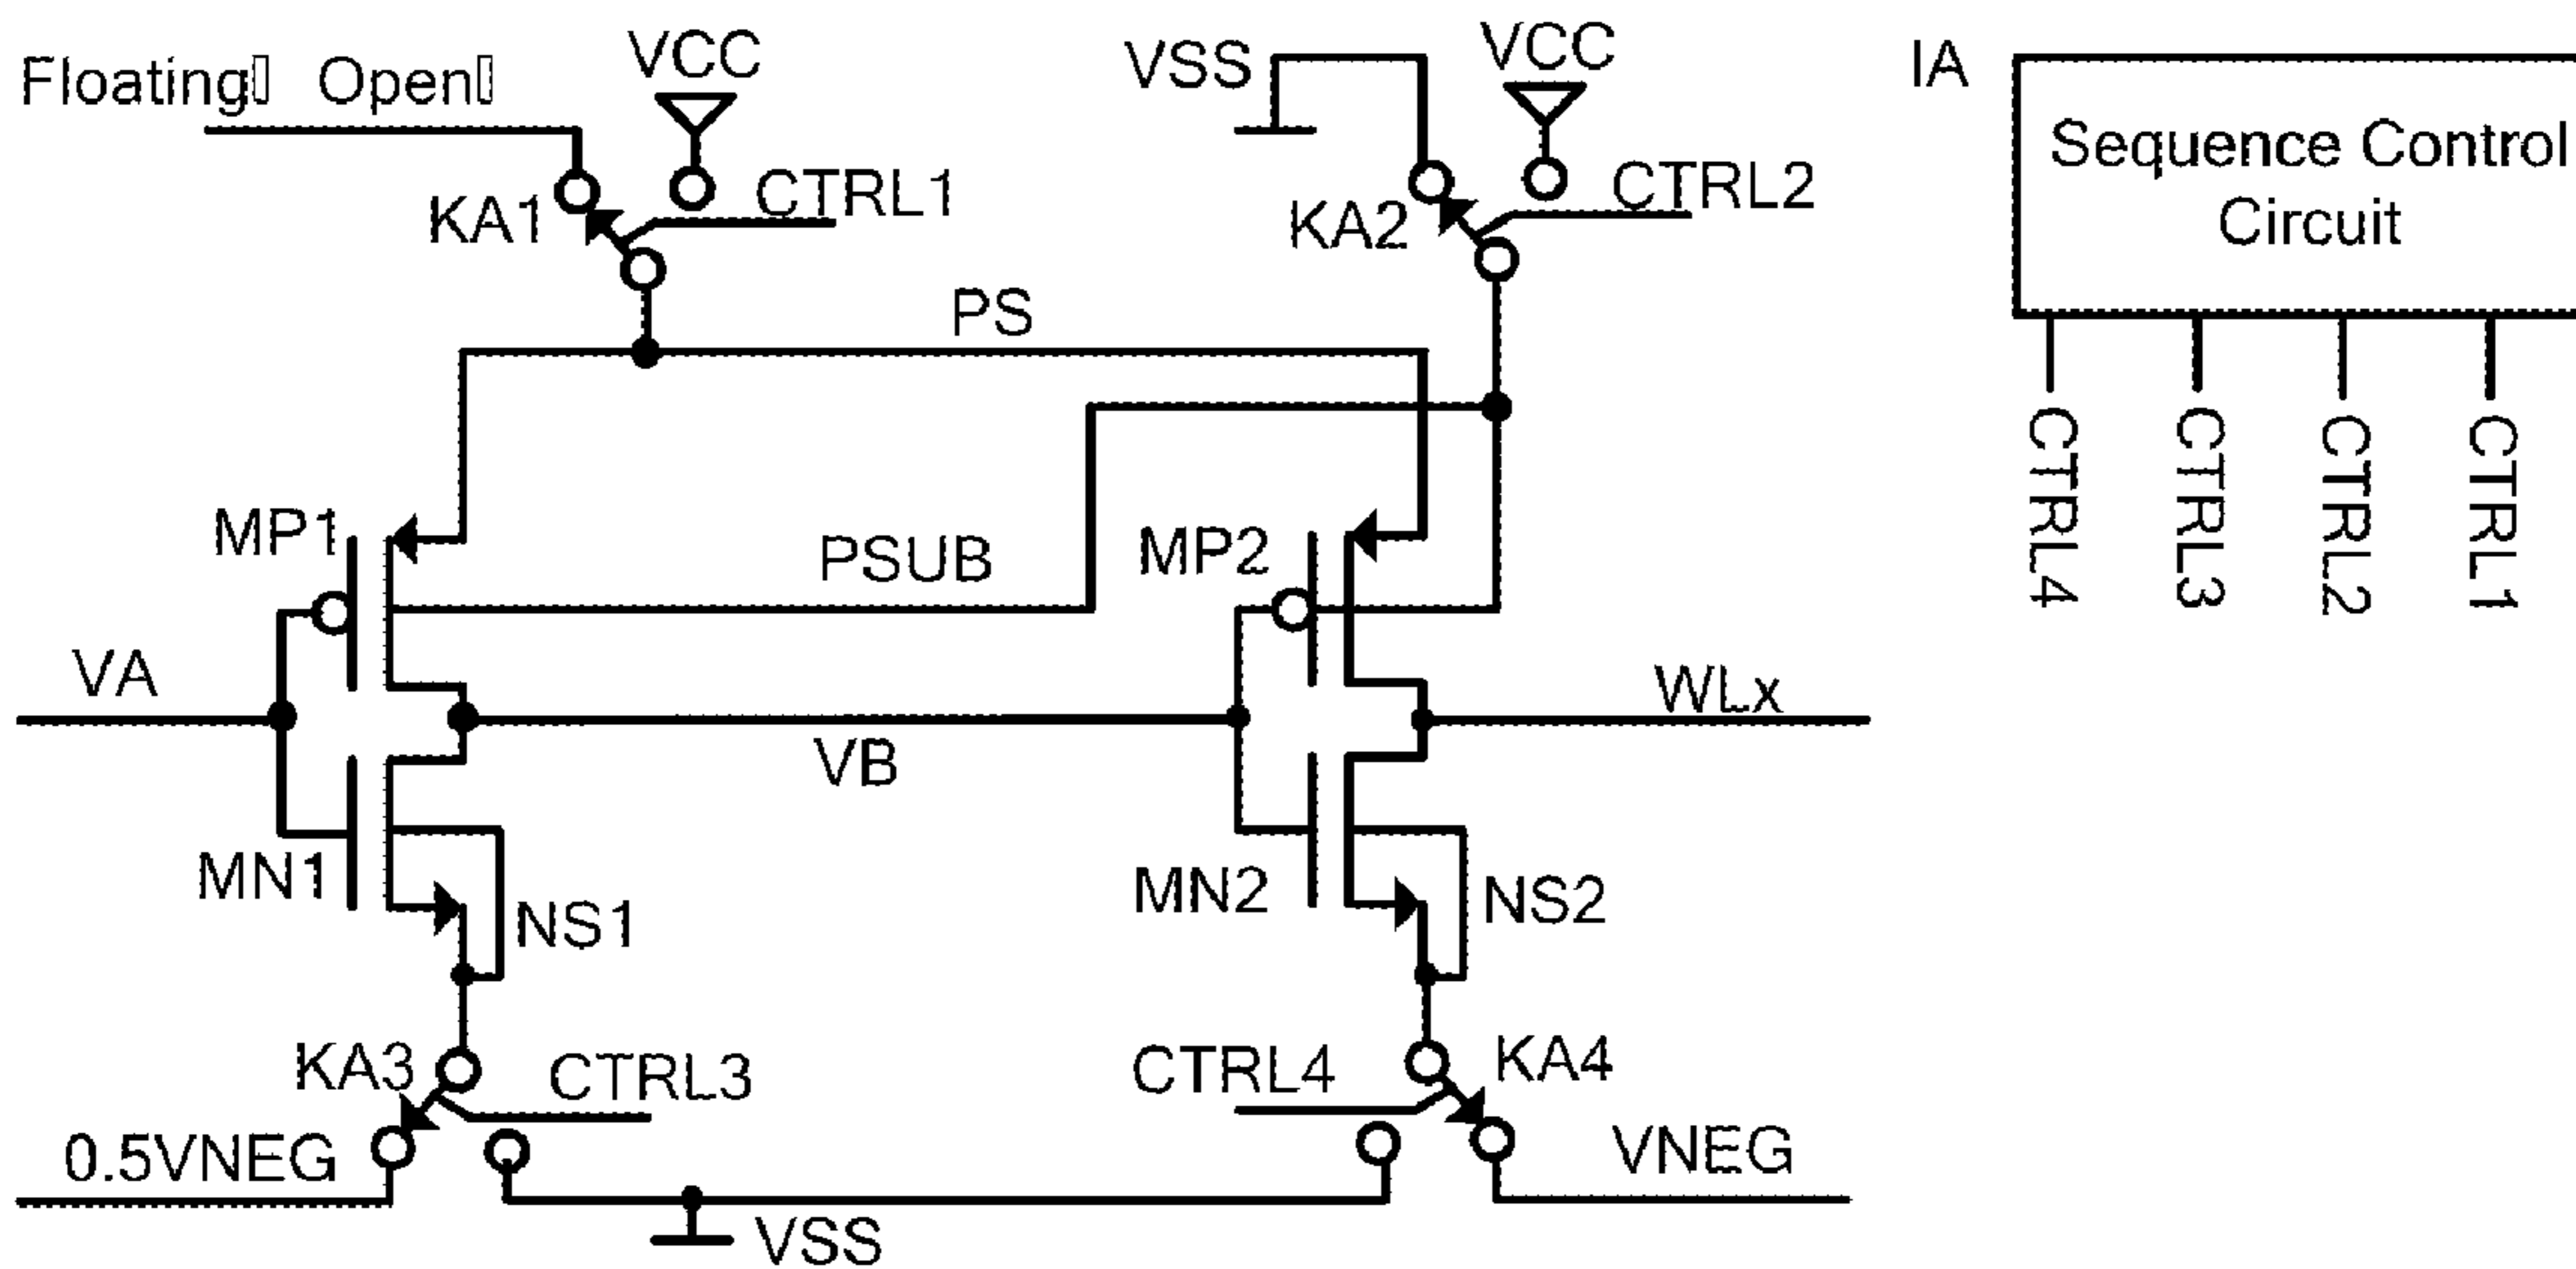 Floating Open
VCC
VSS
VCC
IA
Sequence Control
Circuit
KA1
CTRL1
KA2
CTRL2
PS
CTRL4
CTRL3
CTRL2
CTRL1
MP1
PSUB
MP2
VA
WLx
VB
MN1
NS1
MN2
NS2
KA3
CTRL3
CTRL4
KA4
0.5VNEG
VNEG
VSS